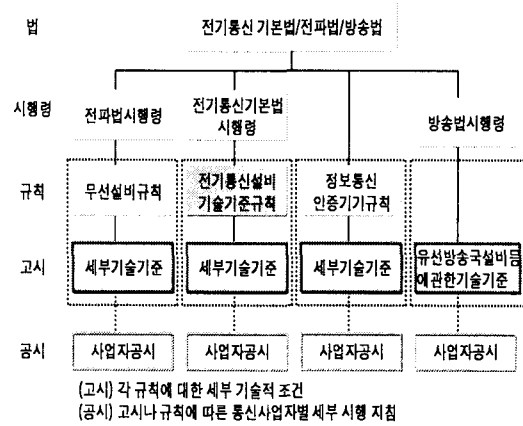 법 전기통신 기본법/전파법/방송법
시행령 전파법시행령 전기통신기본법 시행령 방송법시행령
규칙 무선설비규칙 전기통신설비 기술기준규칙 정보통신 인증기기규칙
고시 세부기술기준 세부기술기준 세부기술기준 유선방송국설비등 에관한기술기준
공시 사업자공시 사업자공시 사업자공시 사업자공시
(고시) 각 규칙에 대한 세부 기술적 조건
(공시) 고시나 규칙에 따른 통신사업자별 세부 시행 지침